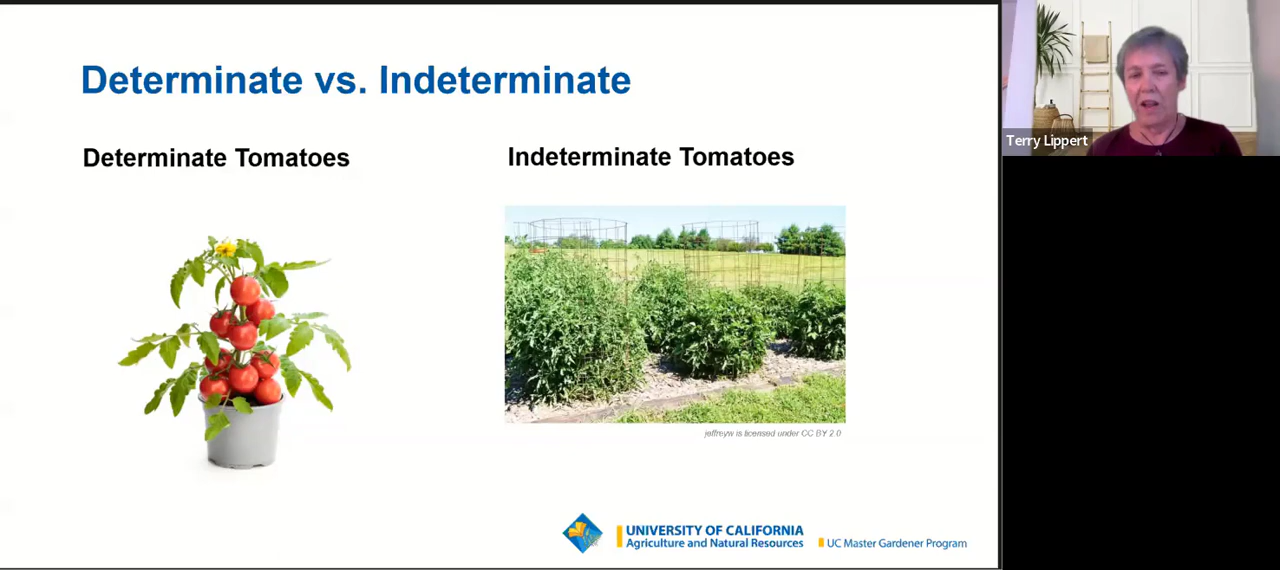 Determinate vs. Indeterminate
Determinate Tomatoes
Indeterminate Tomatoes
jeffreyw is licensed under CC BY 2.0
UNIVERSITY OF CALIFORNIA
Agriculture and Natural Resources
UC Master Gardener Program
Terry Lippert